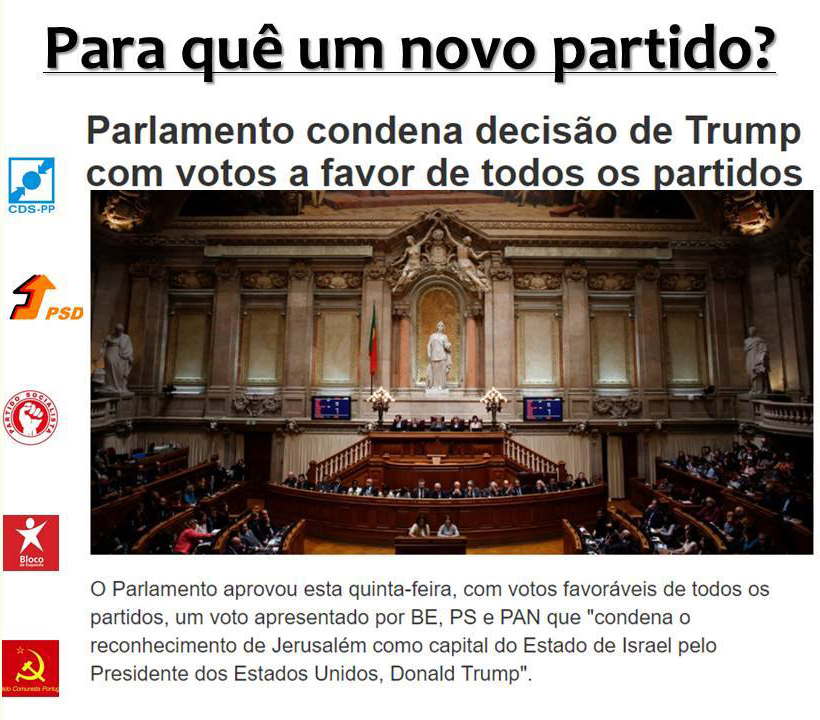 Para quê um novo partido?
Parlamento condena decisão de Trump
com votos a favor de todos os partidos
CDS-PP
PSD
PARTIDO SOCIALISTA
Bloco
de Esquerda
O Parlamento aprovou esta quinta-feira, com votos favoráveis de todos os
partidos, um voto apresentado por BE, PS e PAN que "condena o
reconhecimento de Jerusalém como capital do Estado de Israel pelo
Presidente dos Estados Unidos, Donald Trump".
ido Comunista Portug